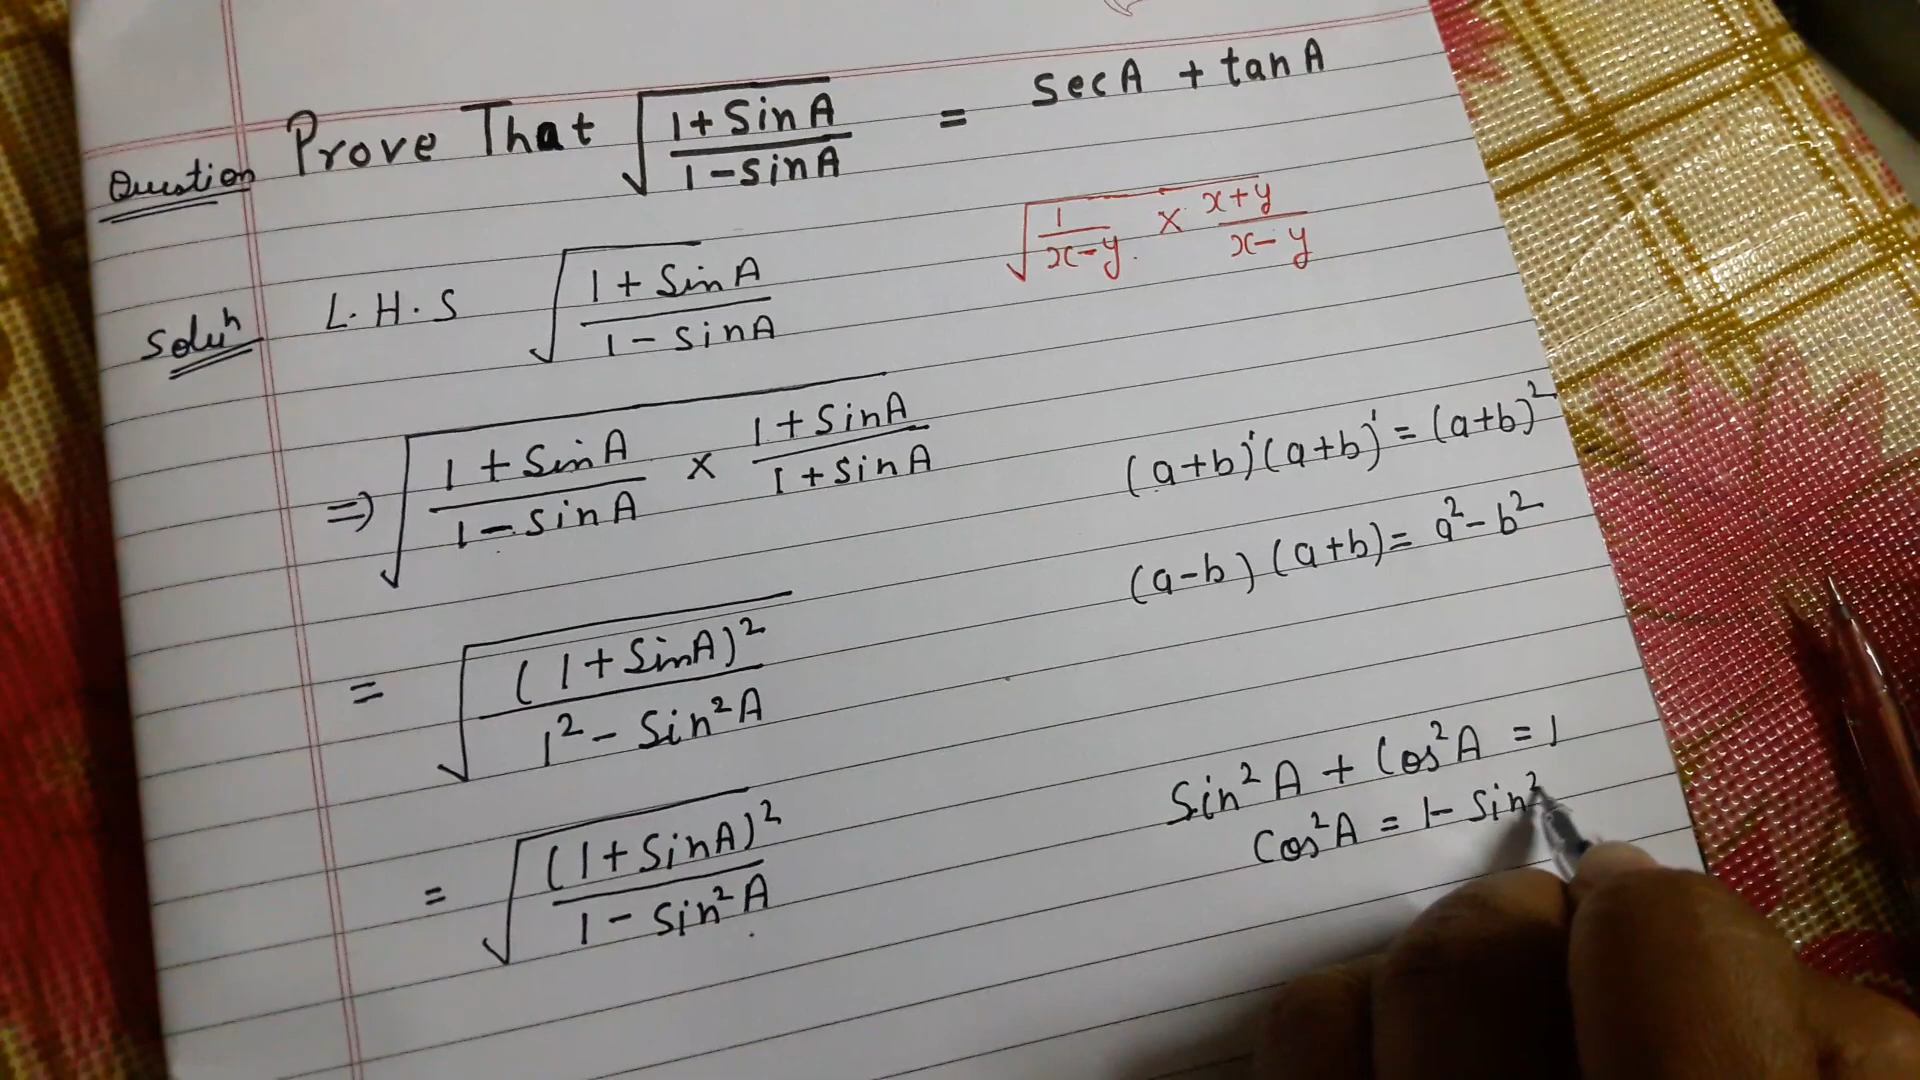 Question Prove That √(1+SinA / 1-sinA) = secA + tanA
√(1/x-y × x+y/x-y)
Soluⁿ L.H.S √(1+SinA / 1-sinA)
⇒ √(1+SinA / 1-sinA × 1+SinA / 1+sinA)
(a+b)¹(a+b)¹ = (a+b)²
(a-b)(a+b) = a²-b²
= √((1+SinA)² / 1²-Sin²A)
Sin²A + Cos²A = 1
Cos²A = 1-Sin²
= √((1+SinA)² / 1-Sin²A)